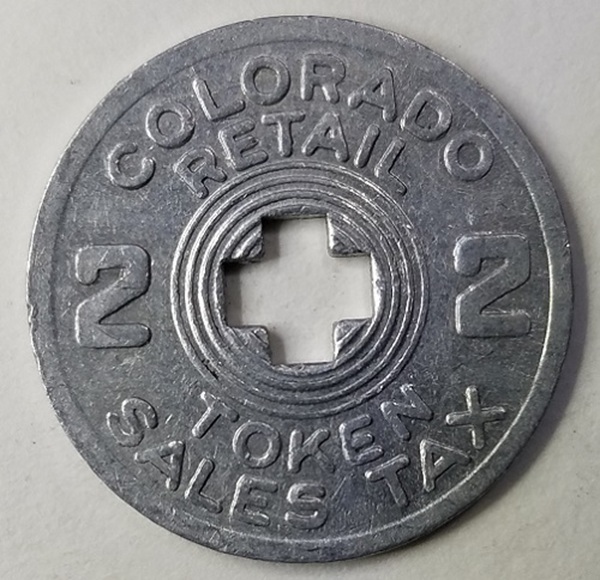 COLORADO
RETAIL
2 2
TOKEN
SALES TAX